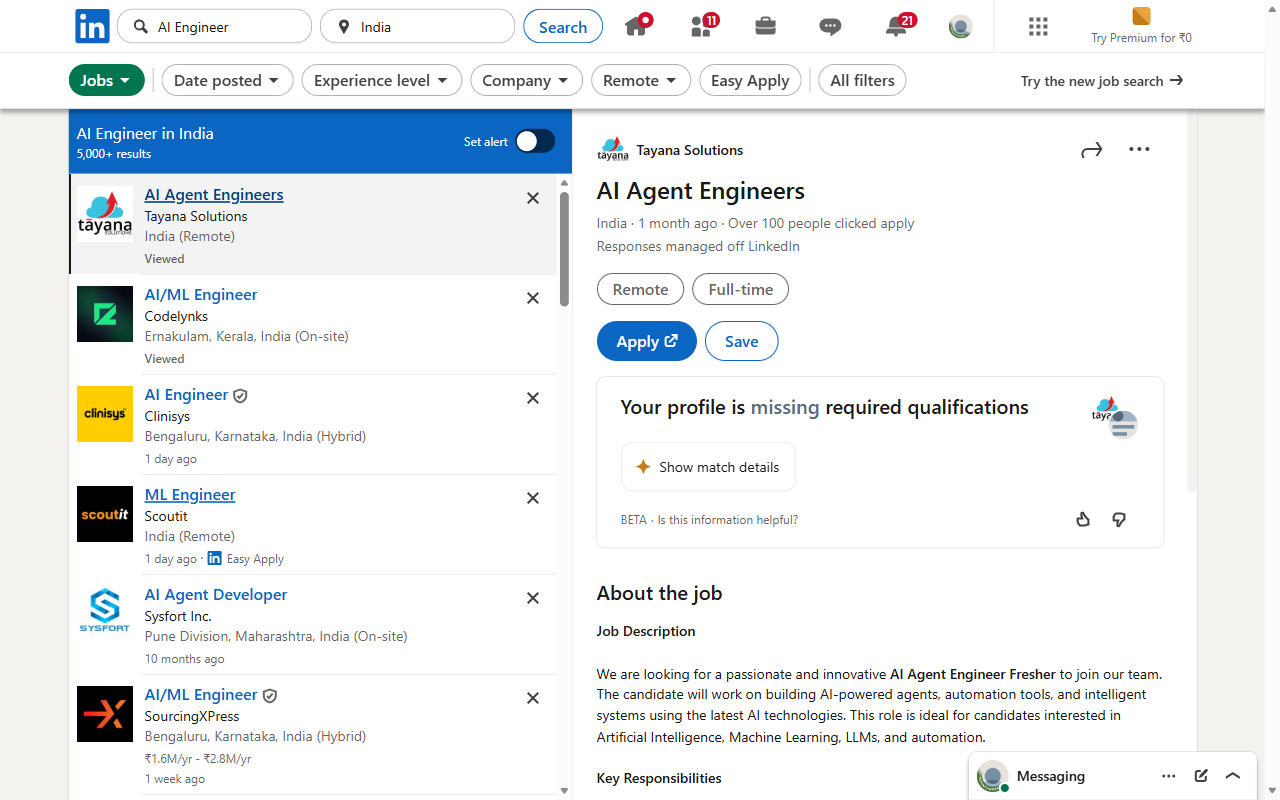 in
AI Engineer
India
Search
11
21
Try Premium for ₹0
Jobs
Date posted
Experience level
Company
Remote
Easy Apply
All filters
Try the new job search
AI Engineer in India
5,000+ results
Set alert
tāyana
SOLUTIONS
AI Agent Engineers
Tayana Solutions
India (Remote)
Viewed
AI/ML Engineer
Codelynks
Ernakulam, Kerala, India (On-site)
Viewed
clinisys
AI Engineer
Clinisys
Bengaluru, Karnataka, India (Hybrid)
1 day ago
scoutit
ML Engineer
Scoutit
India (Remote)
1 day ago · in Easy Apply
SYSFORT
AI Agent Developer
Sysfort Inc.
Pune Division, Maharashtra, India (On-site)
10 months ago
AI/ML Engineer
SourcingXPress
Bengaluru, Karnataka, India (Hybrid)
₹1.6M/yr - ₹2.8M/yr
1 week ago
tāyana
Tayana Solutions
AI Agent Engineers
India · 1 month ago · Over 100 people clicked apply
Responses managed off LinkedIn
Remote
Full-time
Apply
Save
Your profile is missing required qualifications
Show match details
BETA · Is this information helpful?
About the job
Job Description
We are looking for a passionate and innovative AI Agent Engineer Fresher to join our team.
The candidate will work on building AI-powered agents, automation tools, and intelligent
systems using the latest AI technologies. This role is ideal for candidates interested in
Artificial Intelligence, Machine Learning, LLMs, and automation.
Key Responsibilities
Messaging